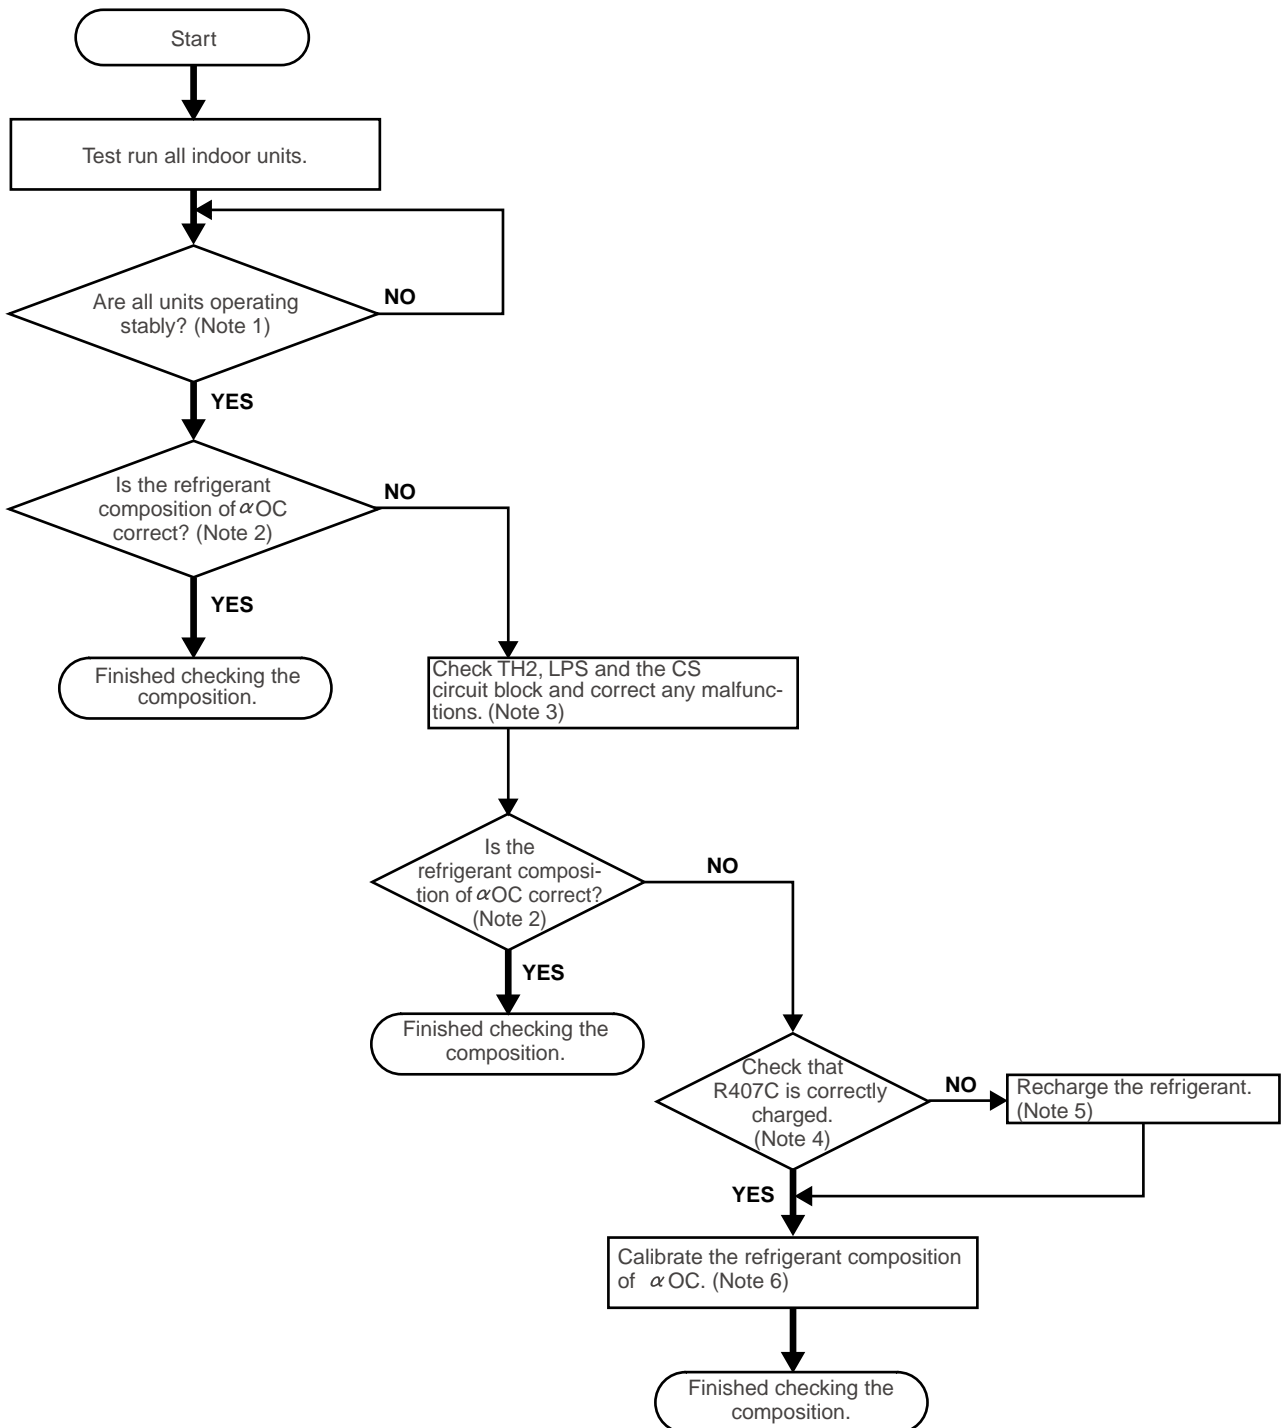 Start
Test run all indoor units.
Are all units operating
stably? (Note 1)
NO
YES
Is the refrigerant
composition of αOC
correct? (Note 2)
NO
YES
Finished checking the
composition.
Check TH2, LPS and the CS
circuit block and correct any malfunc-
tions. (Note 3)
Is the
refrigerant composi-
tion of αOC correct?
(Note 2)
NO
YES
Finished checking the
composition.
Check that
R407C is correctly
charged.
(Note 4)
NO
Recharge the refrigerant.
(Note 5)
YES
Calibrate the refrigerant composition
of αOC. (Note 6)
Finished checking the
composition.